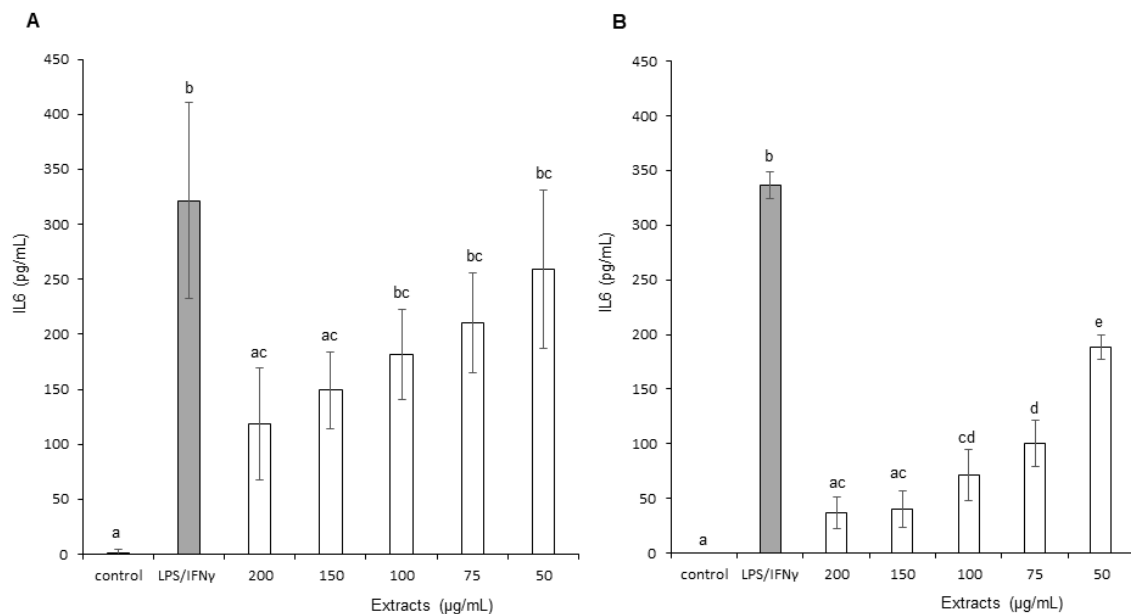 A
450
400
350
300
250
200
150
100
50
0
IL6 (pg/mL)
a
b
ac
ac
bc
bc
bc
control LPS/IFNγ 200 150 100 75 50
Extracts (µg/mL)
B
450
400
350
300
250
200
150
100
50
0
IL6 (pg/mL)
a
b
ac
ac
cd
d
e
control LPS/IFNγ 200 150 100 75 50
Extracts (µg/mL)